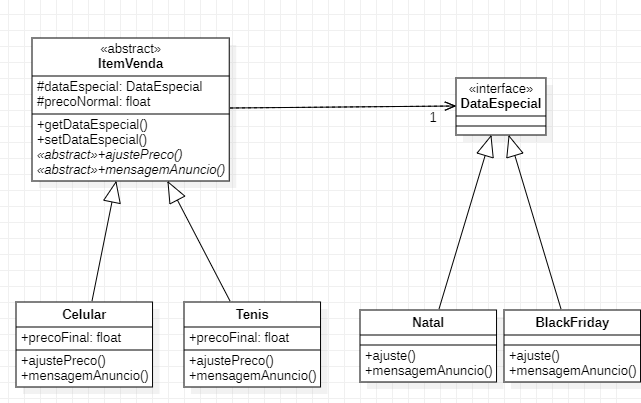 «abstract»
ItemVenda
#dataEspecial: DataEspecial
#precoNormal: float
+getDataEspecial()
+setDataEspecial()
«abstract»+ajustePreco()
«abstract»+mensagemAnuncio()
1
«interface»
DataEspecial
Celular
+precoFinal: float
+ajustePreco()
+mensagemAnuncio()
Tenis
+precoFinal: float
+ajustePreco()
+mensagemAnuncio()
Natal
+ajuste()
+mensagemAnuncio()
BlackFriday
+ajuste()
+mensagemAnuncio()